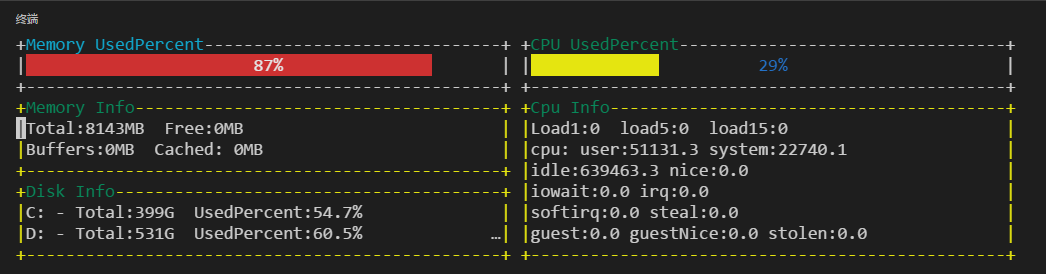 终端
Memory UsedPercent
87%
CPU UsedPercent
29%
Memory Info
Total:8143MB  Free:0MB
Buffers:0MB  Cached: 0MB
Disk Info
C: - Total:399G  UsedPercent:54.7%
D: - Total:531G  UsedPercent:60.5% …
Cpu Info
Load1:0  load5:0  load15:0
cpu: user:51131.3 system:22740.1
idle:639463.3 nice:0.0
iowait:0.0 irq:0.0
softirq:0.0 steal:0.0
guest:0.0 guestNice:0.0 stolen:0.0